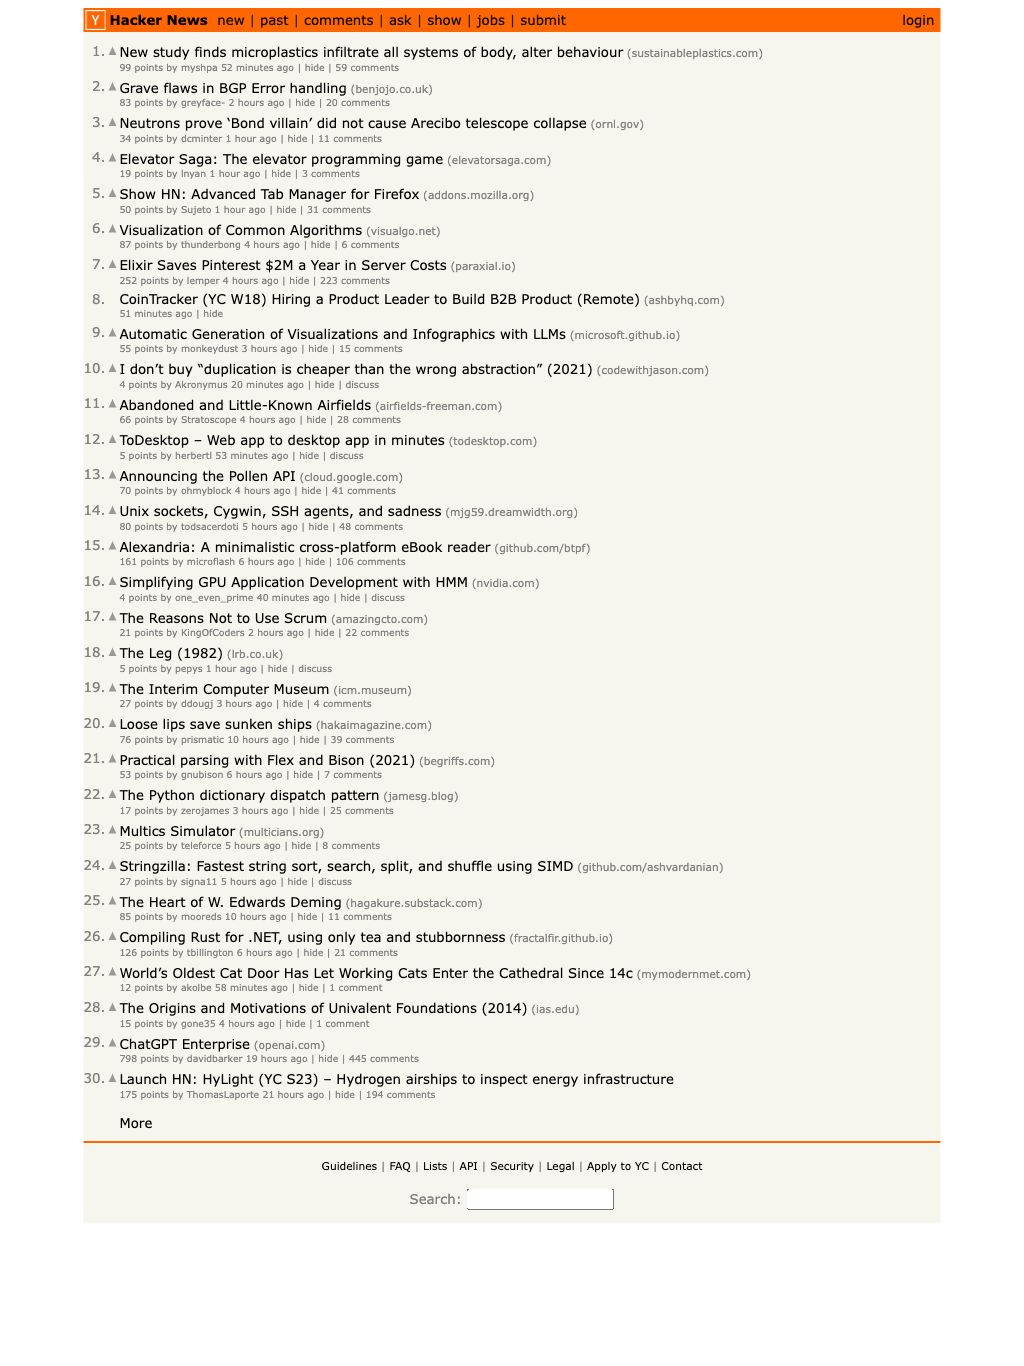 Y Hacker News new | past | comments | ask | show | jobs | submit login
1. ▲ New study finds microplastics infiltrate all systems of body, alter behaviour (sustainableplastics.com)
99 points by myshpa 52 minutes ago | hide | 59 comments
2. ▲ Grave flaws in BGP Error handling (benjojo.co.uk)
83 points by greyface- 2 hours ago | hide | 20 comments
3. ▲ Neutrons prove ‘Bond villain’ did not cause Arecibo telescope collapse (ornl.gov)
34 points by dcminter 1 hour ago | hide | 11 comments
4. ▲ Elevator Saga: The elevator programming game (elevatorsaga.com)
19 points by lnyan 1 hour ago | hide | 3 comments
5. ▲ Show HN: Advanced Tab Manager for Firefox (addons.mozilla.org)
50 points by Sujeto 1 hour ago | hide | 31 comments
6. ▲ Visualization of Common Algorithms (visualgo.net)
87 points by thunderbong 4 hours ago | hide | 6 comments
7. ▲ Elixir Saves Pinterest $2M a Year in Server Costs (paraxial.io)
252 points by lemper 4 hours ago | hide | 223 comments
8. CoinTracker (YC W18) Hiring a Product Leader to Build B2B Product (Remote) (ashbyhq.com)
51 minutes ago | hide
9. ▲ Automatic Generation of Visualizations and Infographics with LLMs (microsoft.github.io)
55 points by monkeydust 3 hours ago | hide | 15 comments
10. ▲ I don’t buy “duplication is cheaper than the wrong abstraction” (2021) (codewithjason.com)
4 points by Akronymus 20 minutes ago | hide | discuss
11. ▲ Abandoned and Little-Known Airfields (airfields-freeman.com)
66 points by Stratoscope 4 hours ago | hide | 28 comments
12. ▲ ToDesktop – Web app to desktop app in minutes (todesktop.com)
5 points by herbertl 53 minutes ago | hide | discuss
13. ▲ Announcing the Pollen API (cloud.google.com)
70 points by ohmyblock 4 hours ago | hide | 41 comments
14. ▲ Unix sockets, Cygwin, SSH agents, and sadness (mjg59.dreamwidth.org)
80 points by todsacerdoti 5 hours ago | hide | 48 comments
15. ▲ Alexandria: A minimalistic cross-platform eBook reader (github.com/btpf)
161 points by microflash 6 hours ago | hide | 106 comments
16. ▲ Simplifying GPU Application Development with HMM (nvidia.com)
4 points by one_even_prime 40 minutes ago | hide | discuss
17. ▲ The Reasons Not to Use Scrum (amazingcto.com)
21 points by KingOfCoders 2 hours ago | hide | 22 comments
18. ▲ The Leg (1982) (lrb.co.uk)
5 points by pepys 1 hour ago | hide | discuss
19. ▲ The Interim Computer Museum (icm.museum)
27 points by ddougj 3 hours ago | hide | 4 comments
20. ▲ Loose lips save sunken ships (hakaimagazine.com)
76 points by prismatic 10 hours ago | hide | 39 comments
21. ▲ Practical parsing with Flex and Bison (2021) (begriffs.com)
53 points by gnubison 6 hours ago | hide | 7 comments
22. ▲ The Python dictionary dispatch pattern (jamesg.blog)
17 points by zerojames 3 hours ago | hide | 25 comments
23. ▲ Multics Simulator (multicians.org)
25 points by teleforce 5 hours ago | hide | 8 comments
24. ▲ Stringzilla: Fastest string sort, search, split, and shuffle using SIMD (github.com/ashvardanian)
27 points by signa11 5 hours ago | hide | discuss
25. ▲ The Heart of W. Edwards Deming (hagakure.substack.com)
85 points by mooreds 10 hours ago | hide | 11 comments
26. ▲ Compiling Rust for .NET, using only tea and stubbornness (fractalfir.github.io)
126 points by tbillington 6 hours ago | hide | 21 comments
27. ▲ World’s Oldest Cat Door Has Let Working Cats Enter the Cathedral Since 14c (mymodernmet.com)
12 points by akolbe 58 minutes ago | hide | 1 comment
28. ▲ The Origins and Motivations of Univalent Foundations (2014) (ias.edu)
15 points by gone35 4 hours ago | hide | 1 comment
29. ▲ ChatGPT Enterprise (openai.com)
798 points by davidbarker 19 hours ago | hide | 445 comments
30. ▲ Launch HN: HyLight (YC S23) – Hydrogen airships to inspect energy infrastructure
175 points by ThomasLaporte 21 hours ago | hide | 194 comments
More
Guidelines | FAQ | Lists | API | Security | Legal | Apply to YC | Contact
Search: